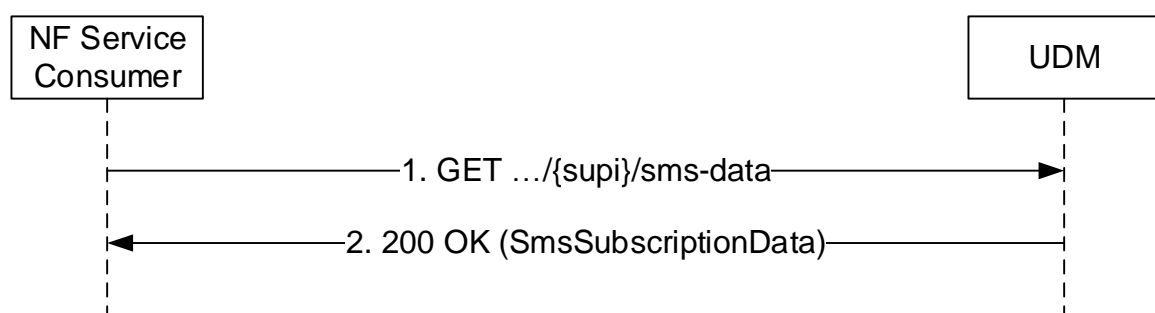 NF Service
Consumer
UDM
1. GET …/{supi}/sms-data
2. 200 OK (SmsSubscriptionData)